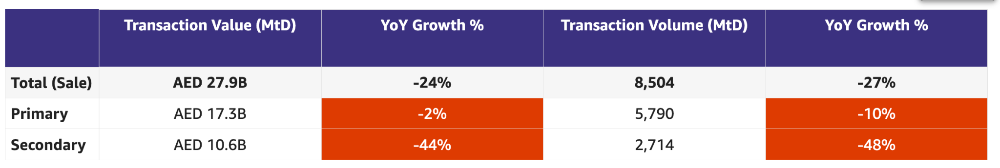 Transaction Value (MtD) YoY Growth % Transaction Volume (MtD) YoY Growth %
Total (Sale) AED 27.9B -24% 8,504 -27%
Primary AED 17.3B -2% 5,790 -10%
Secondary AED 10.6B -44% 2,714 -48%